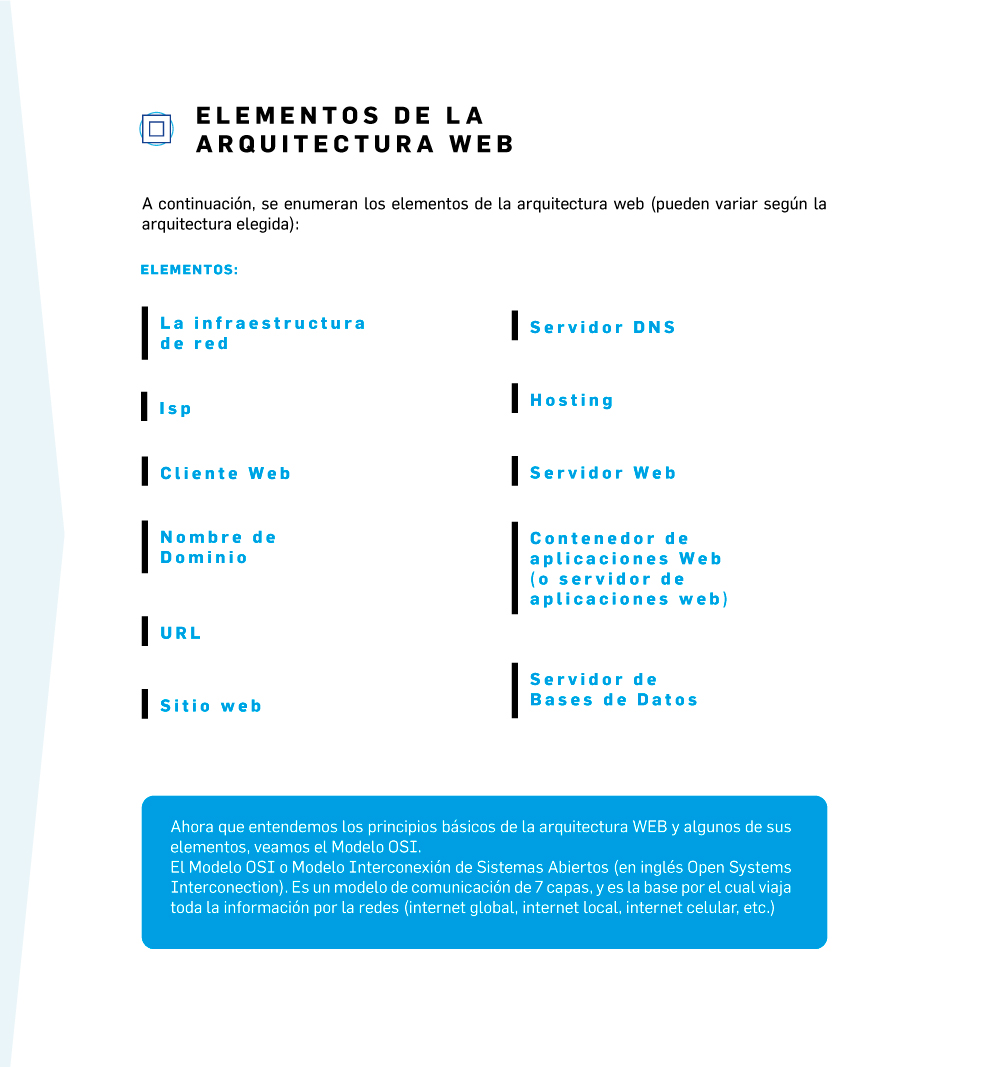 ELEMENTOS DE LA
ARQUITECTURA WEB
A continuación, se enumeran los elementos de la arquitectura web (pueden variar según la
arquitectura elegida):
ELEMENTOS:
La infraestructura
de red
Isp
Cliente Web
Nombre de
Dominio
URL
Sitio web
Servidor DNS
Hosting
Servidor Web
Contenedor de
aplicaciones Web
(o servidor de
aplicaciones web)
Servidor de
Bases de Datos
Ahora que entendemos los principios básicos de la arquitectura WEB y algunos de sus
elementos, veamos el Modelo OSI.
El Modelo OSI o Modelo Interconexión de Sistemas Abiertos (en inglés Open Systems
Interconection). Es un modelo de comunicación de 7 capas, y es la base por el cual viaja
toda la información por la redes (internet global, internet local, internet celular, etc.)